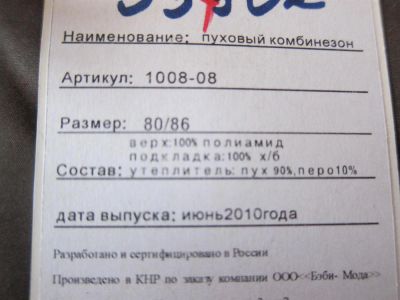 Наименование: пуховый комбинезон
Артикул: 1008-08
Размер: 80/86
верх:100% полиамид
подкладка:100% х/б
Состав: утеплитель: пух 90%,перо10%
дата выпуска: июнь2010года
Разработано и сертифицировано в России
Произведено в КНР по заказу компании ООО<<Бэби- Мода>>